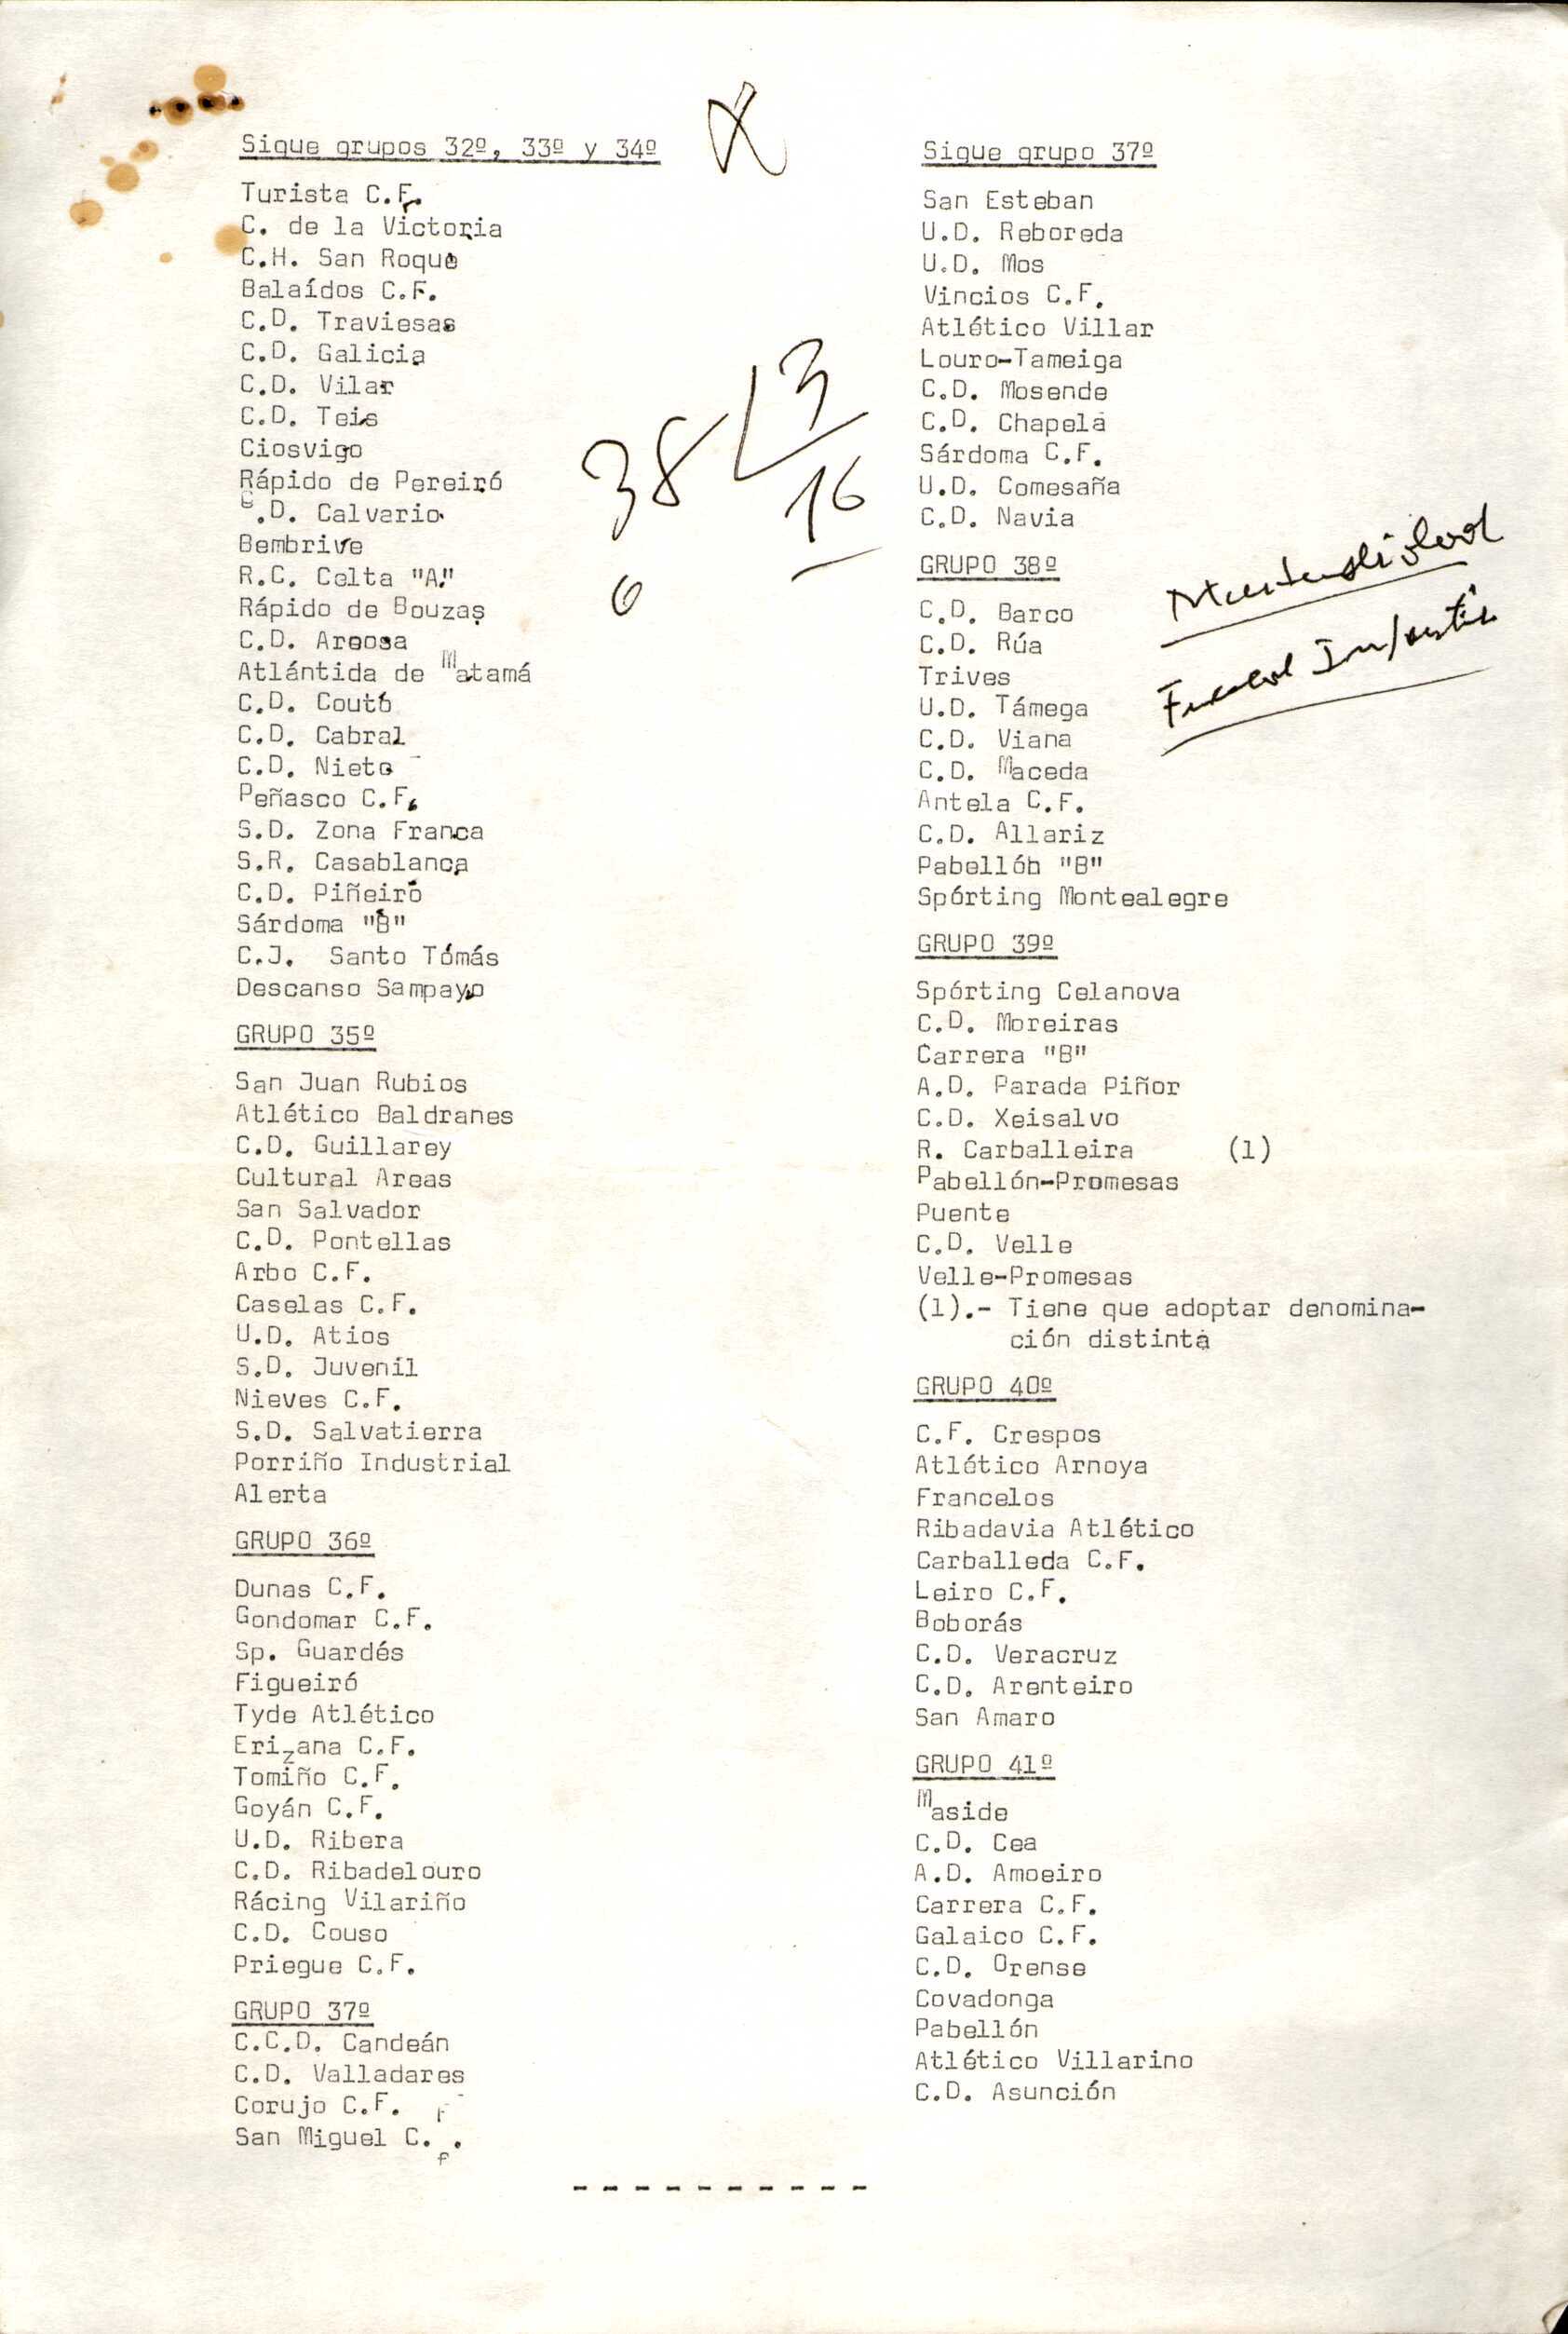 Sigue grupos 32º, 33º y 34º
Turista C.F.
C. de la Victoria
C.H. San Roque
Balaídos C.F.
C.D. Traviesas
C.D. Galicia
C.D. Vilar
C.D. Teis
Ciosvigo
Rápido de Pereiró
C.D. Calvario
Bembrive
R.C. Celta "A"
Rápido de Bouzas
C.D. Areosa
Atlántida de Matamá
C.D. Couto
C.D. Cabral
C.D. Nieto
Peñasco C.F.
S.D. Zona Franca
S.R. Casablanca
C.D. Piñeiro
Sárdoma "B"
C.J. Santo Tomás
Descanso Sampayo
GRUPO 35º
San Juan Rubios
Atlético Baldranes
C.D. Guillarey
Cultural Areas
San Salvador
C.D. Pontellas
Arbo C.F.
Caselas C.F.
U.D. Atios
S.D. Juvenil
Nieves C.F.
S.D. Salvatierra
Porriño Industrial
Alerta
GRUPO 36º
Dunas C.F.
Gondomar C.F.
Sp. Guardés
Figueiró
Tyde Atlético
Erizana C.F.
Tomiño C.F.
Goyán C.F.
U.D. Ribera
C.D. Ribadelouro
Rácing Vilariño
C.D. Couso
Priegue C.F.
GRUPO 37º
C.C.D. Candeán
C.D. Valladares
Corujo C.F.
San Miguel C.F.
38 3
16
0
Sigue grupo 37º
San Esteban
U.D. Reboreda
U.D. Mos
Vincios C.F.
Atlético Villar
Louro-Tameiga
C.D. Mosende
C.D. Chapela
Sárdoma C.F.
U.D. Comesaña
C.D. Navia
GRUPO 38º
C.D. Barco
C.D. Rúa
Trives
U.D. Támega
C.D. Viana
C.D. Maceda
Antela C.F.
C.D. Allariz
Pabellób "B"
Spórting Montealegre
GRUPO 39º
Spórting Celanova
C.D. Moreiras
Carrera "B"
A.D. Parada Piñor
C.D. Xeisalvo
R. Carballeira (1)
Pabellón-Promesas
Puente
C.D. Velle
Velle-Promesas
(1).- Tiene que adoptar denomina-
ción distinta
GRUPO 40º
C.F. Crespos
Atlético Arnoya
Francelos
Ribadavia Atlético
Carballeda C.F.
Leiro C.F.
Boborás
C.D. Veracruz
C.D. Arenteiro
San Amaro
GRUPO 41º
Maside
C.D. Cea
A.D. Amoeiro
Carrera C.F.
Galaico C.F.
C.D. Orense
Covadonga
Pabellón
Atlético Villarino
C.D. Asunción
----------